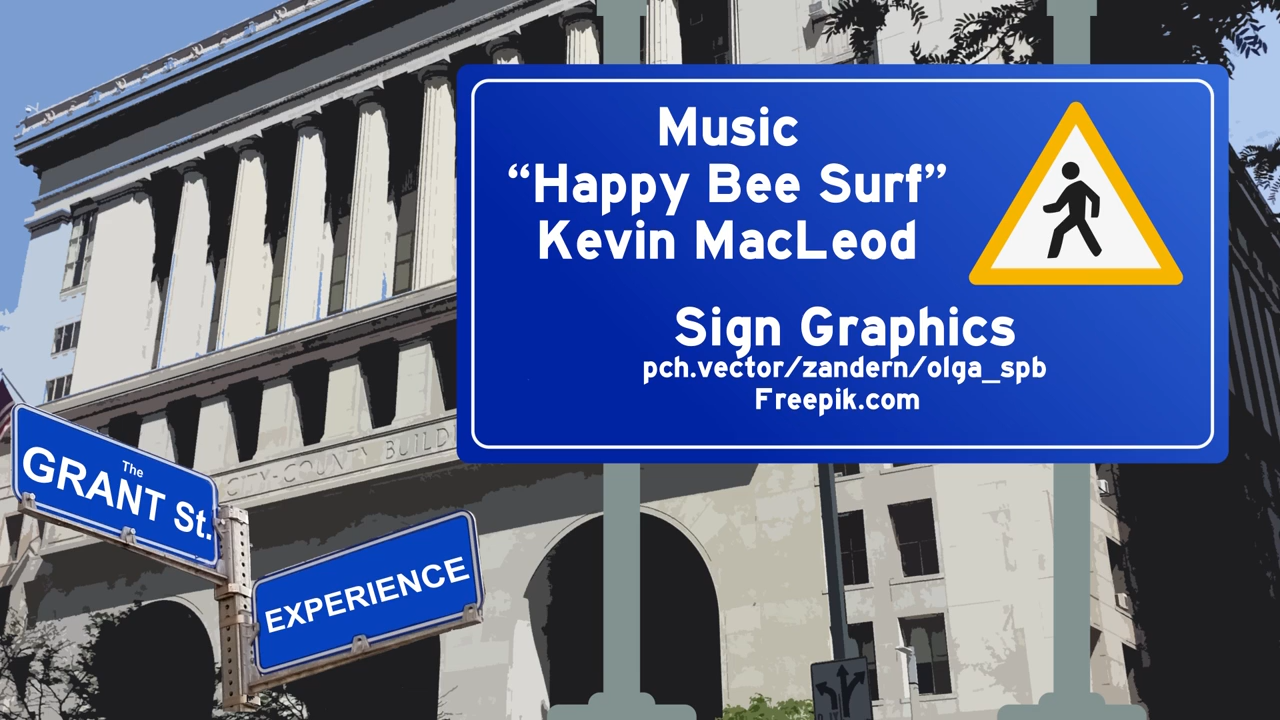 Music
“Happy Bee Surf”
Kevin MacLeod
Sign Graphics
pch.vector/zandern/olga_spb
Freepik.com
The
GRANT St.
EXPERIENCE
CITY-COUNTY BUILDI